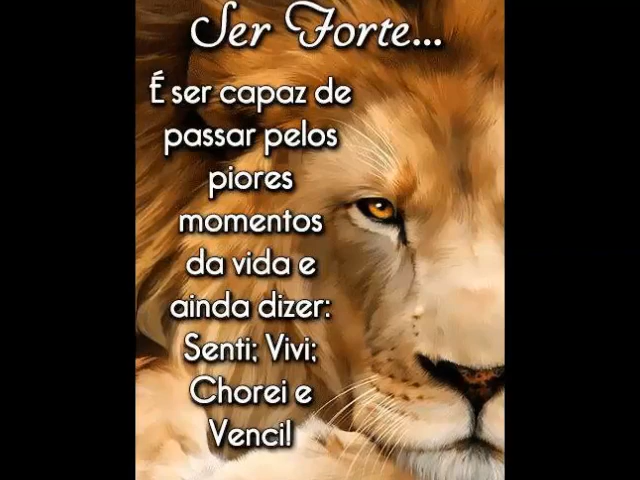 Ser Forte...
É ser capaz de
passar pelos
piores
momentos
da vida e
ainda dizer:
Senti; Vivi;
Chorei e
Venci!